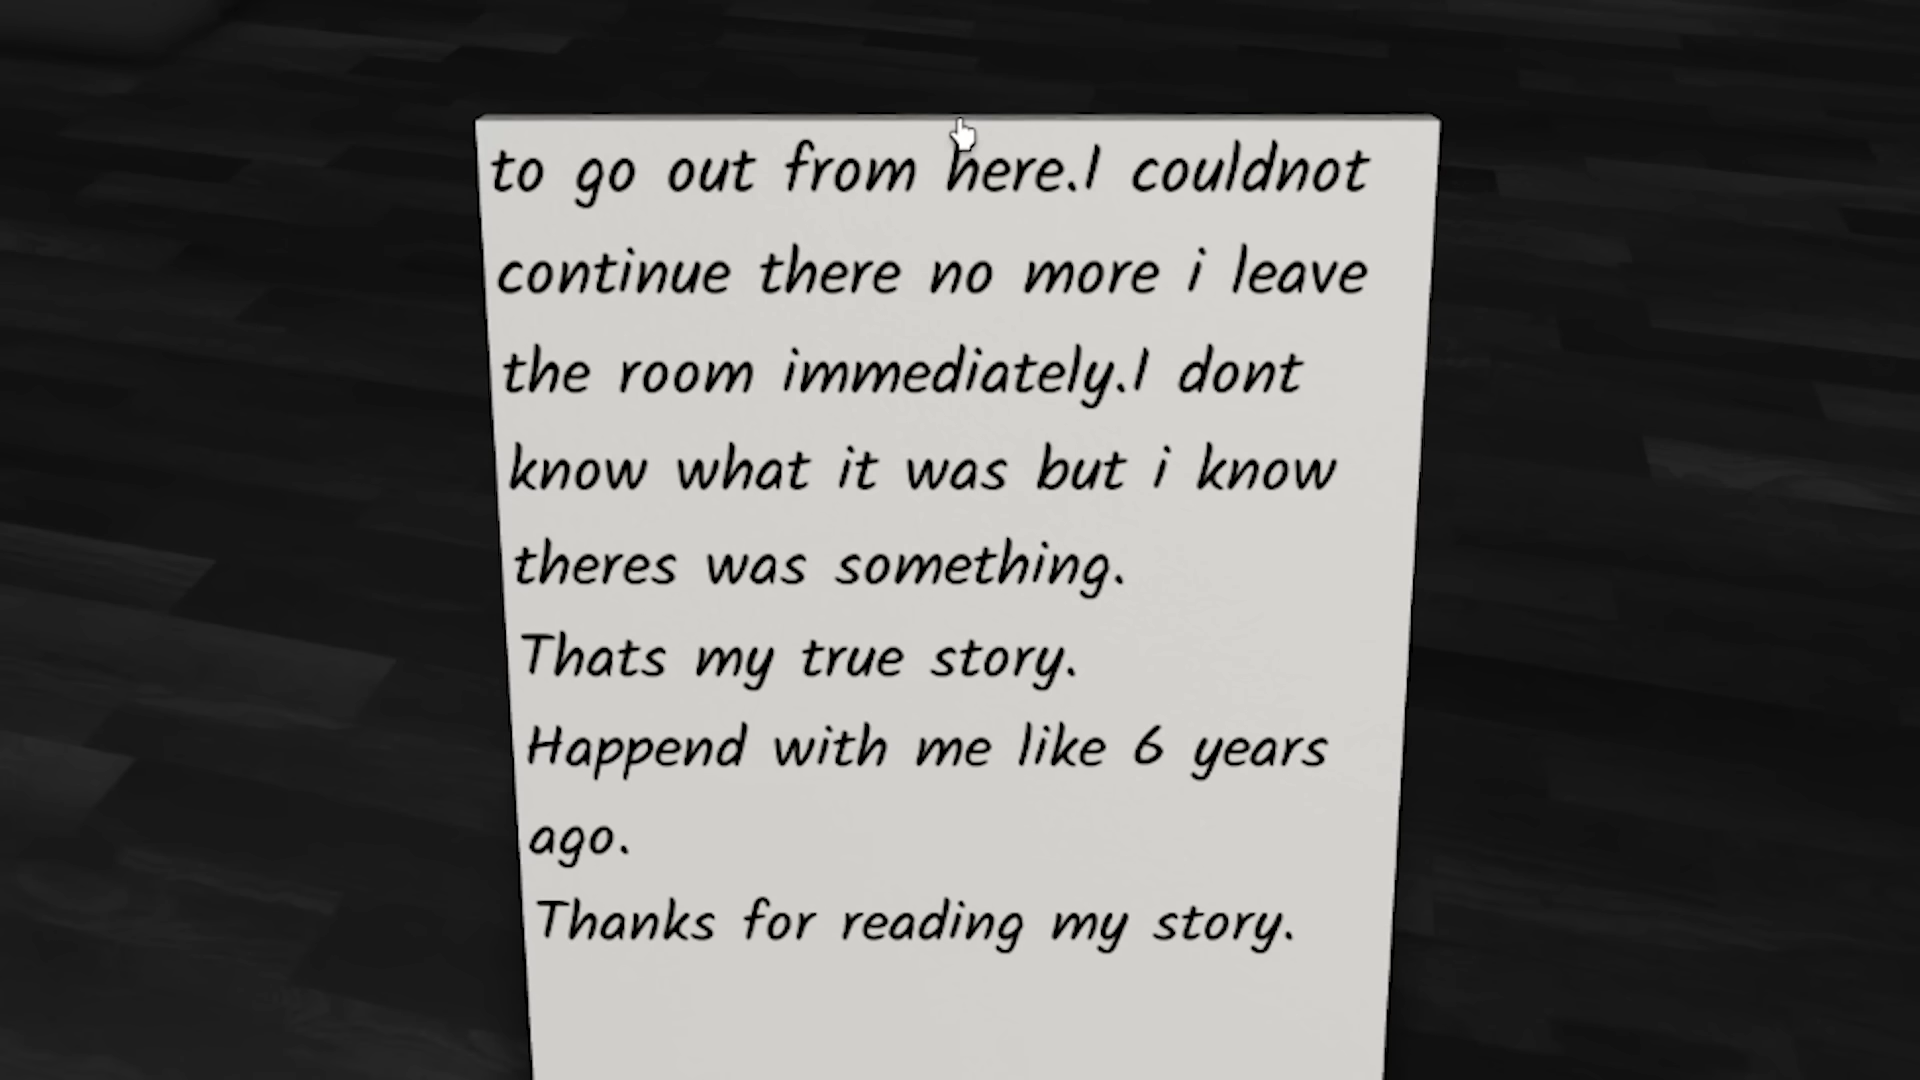 to go out from here.I couldnot
continue there no more i leave
the room immediately.I dont
know what it was but i know
theres was something.
Thats my true story.
Happend with me like 6 years
ago.
Thanks for reading my story.